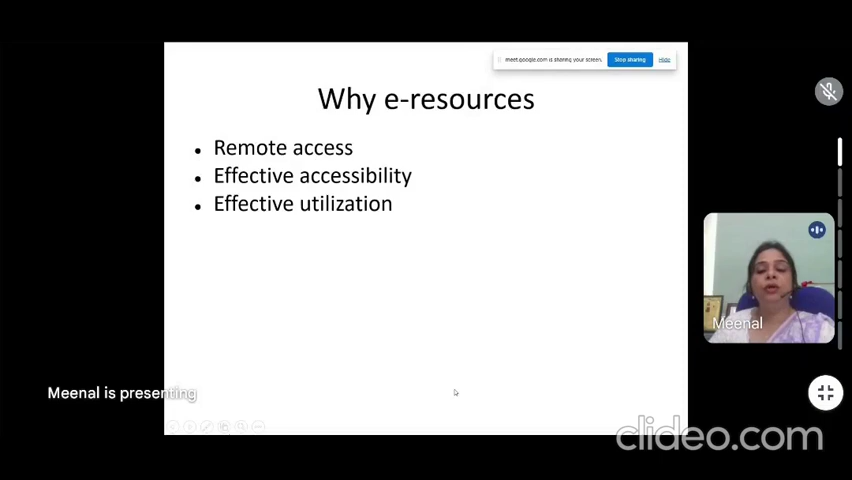 meet.google.com is sharing your screen.
Stop sharing
Hide
Why e-resources
• Remote access
• Effective accessibility
• Effective utilization
Meenal
Meenal is presenting
clideo.com